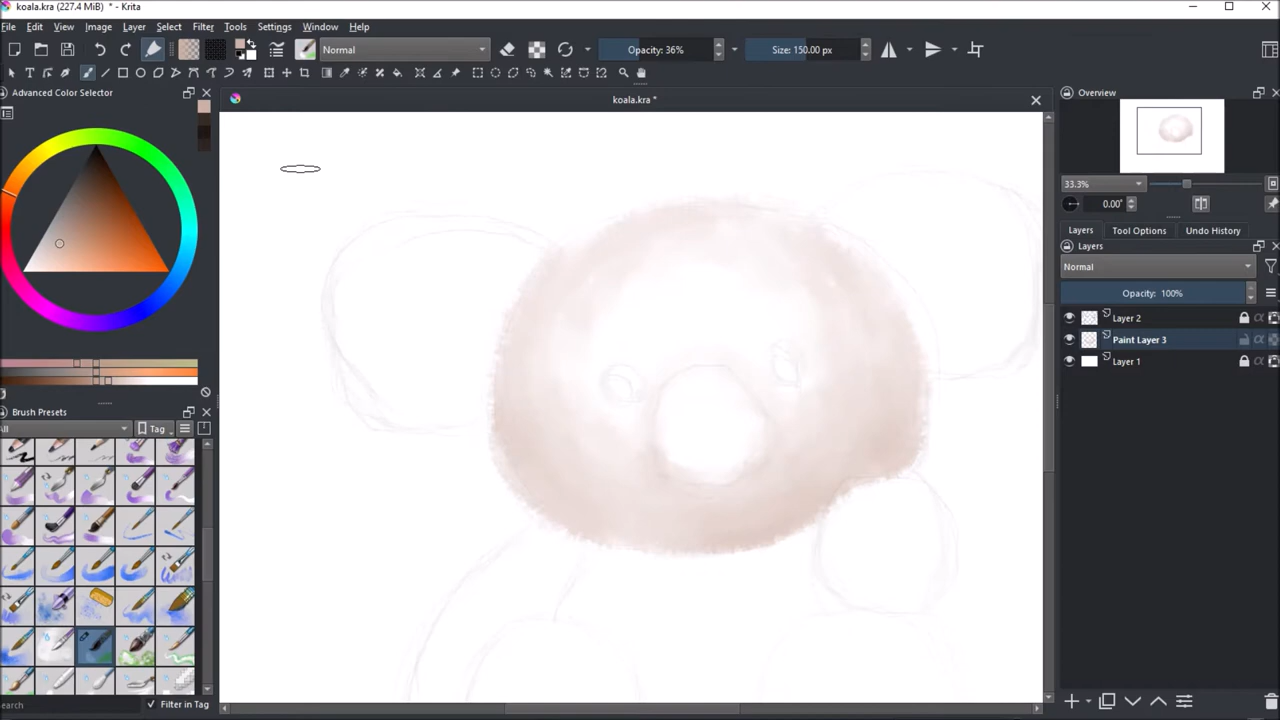 koala.kra (227.4 MiB) * - Krita
File Edit View Image Layer Select Filter Tools Settings Window Help
Normal Opacity: 36% Size: 150.00 px
Advanced Color Selector
koala.kra *
Overview
33.3%
0.00°
Layers Tool Options Undo History
Layers
Normal
Opacity: 100%
Layer 2
Paint Layer 3
Layer 1
Brush Presets
All Tag
Search Filter in Tag